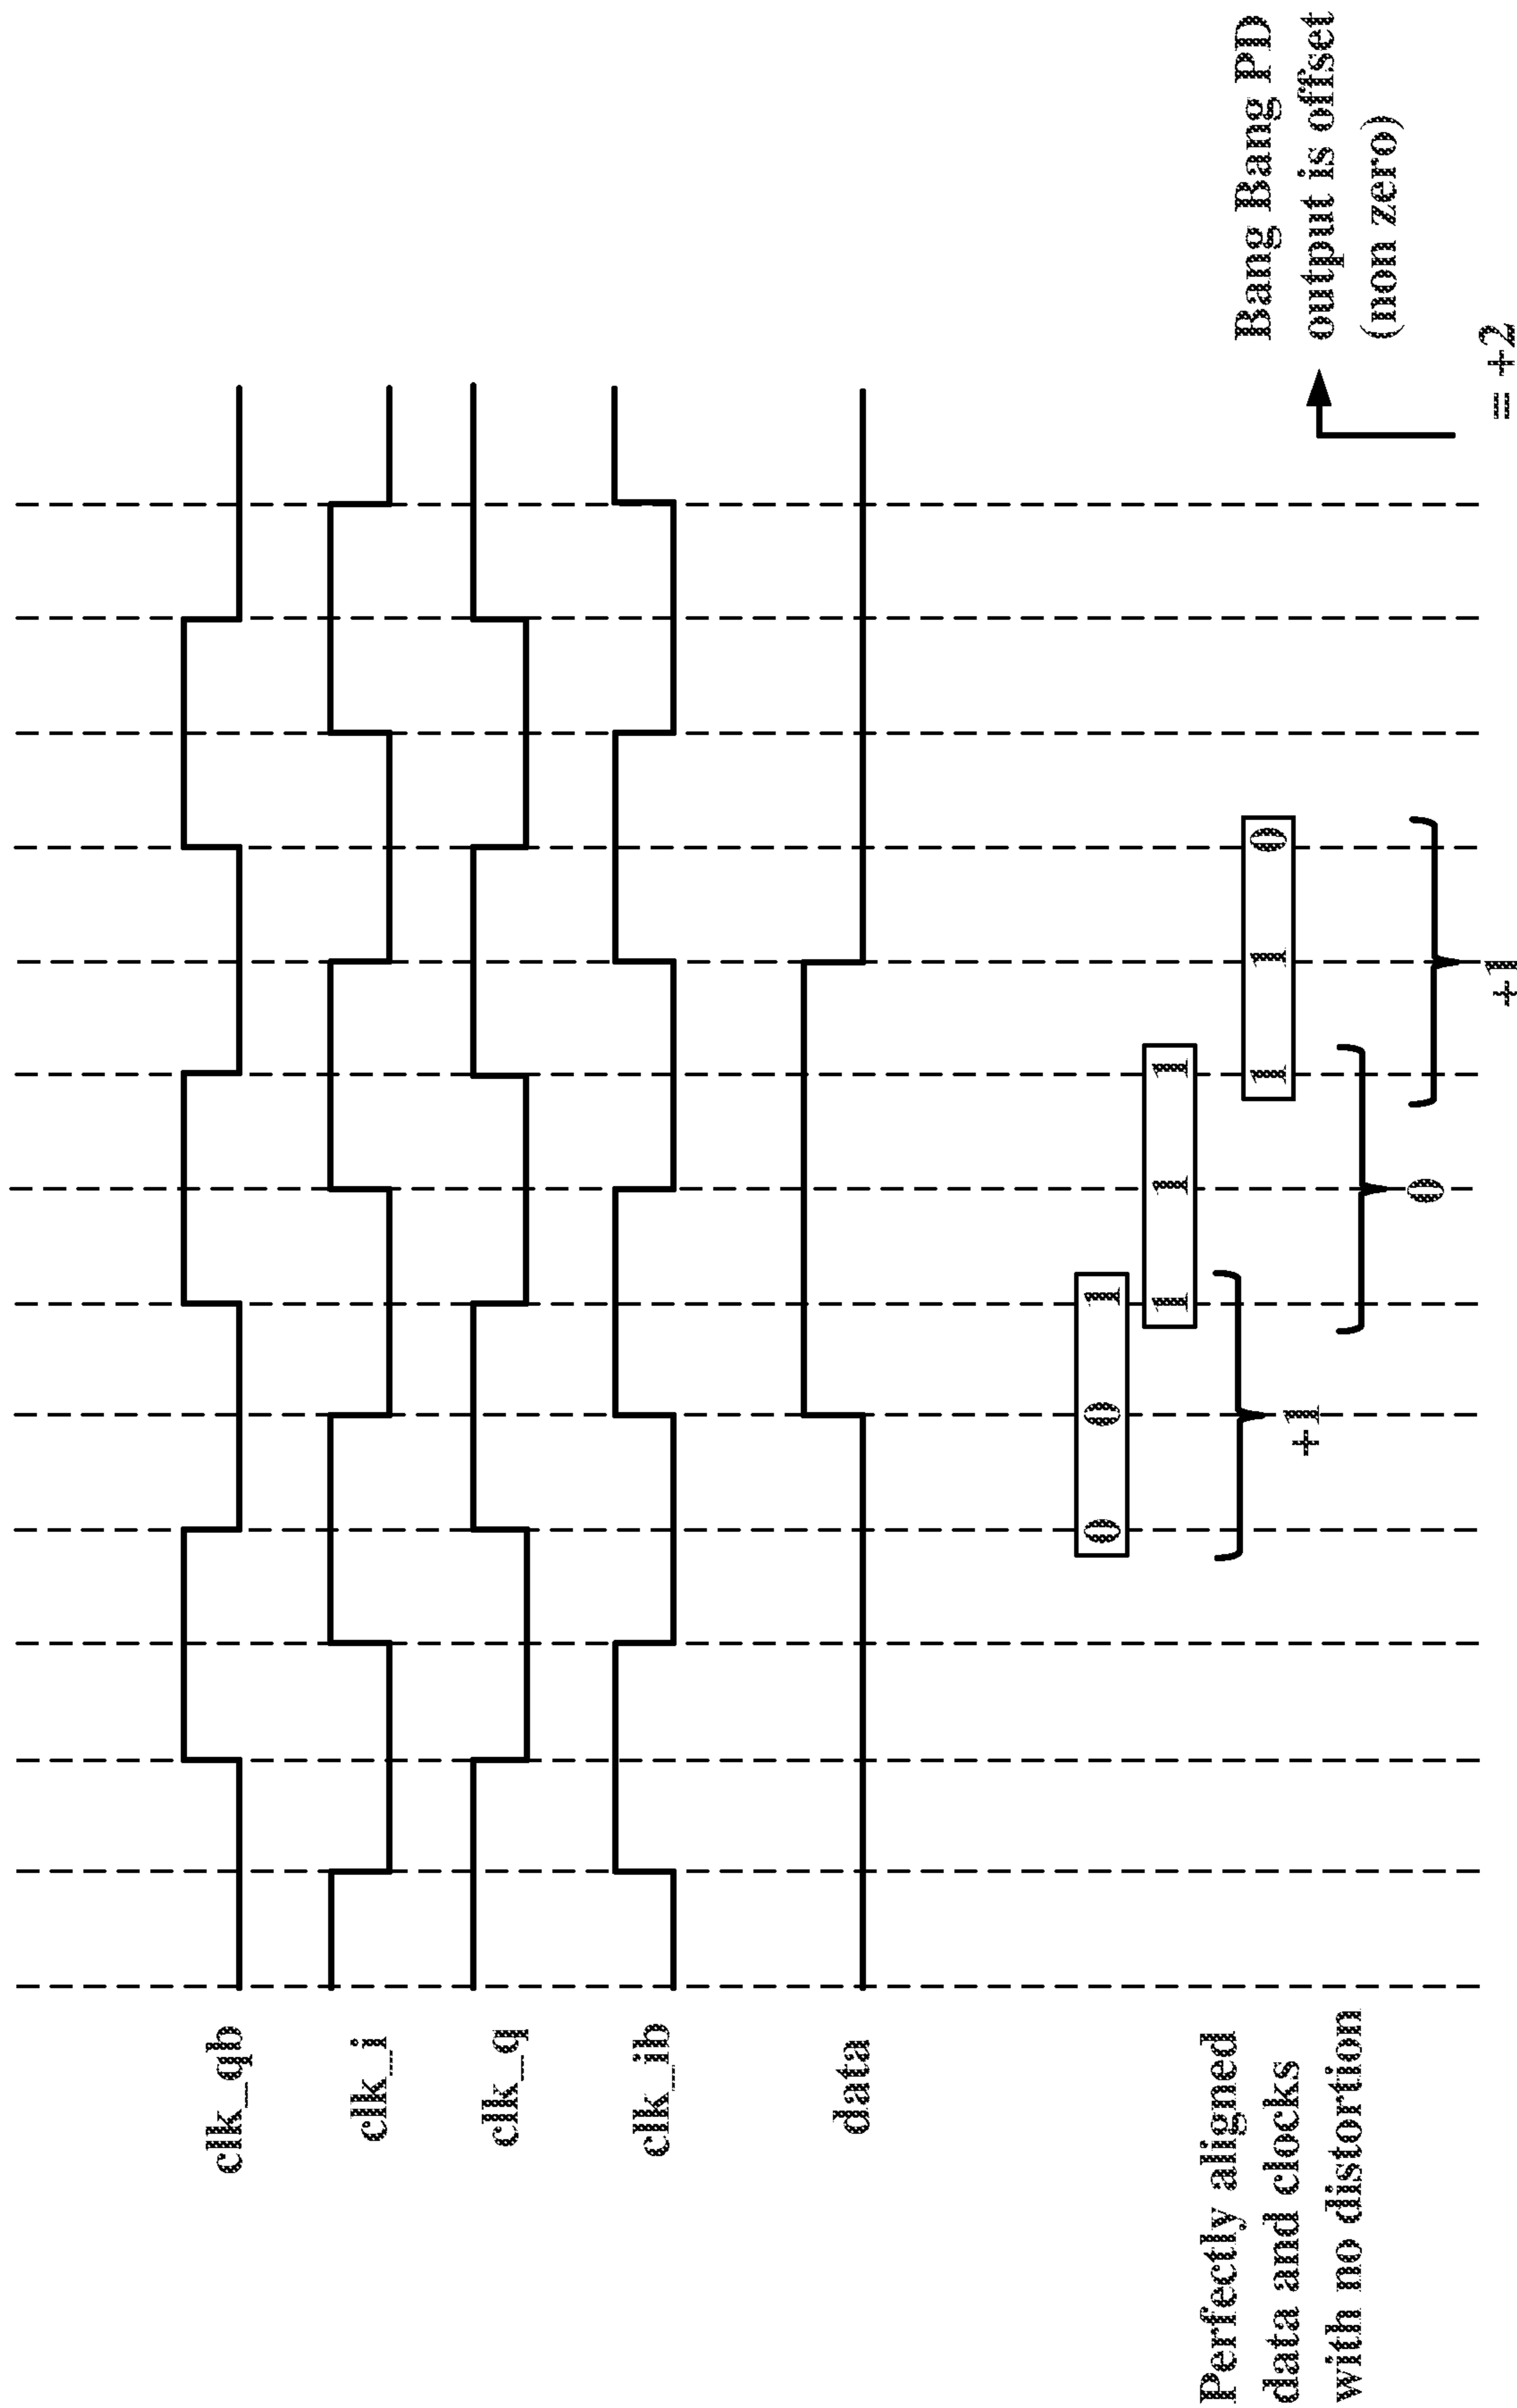 clk_qb
clk_i
clk_q
clk_ib
data
Perfectly aligned
data and clocks
with no distortion
0 0 1
1 1 1
1 1 0
+1
0
+1
= +2
Bang Bang PD
output is offset
(non zero)